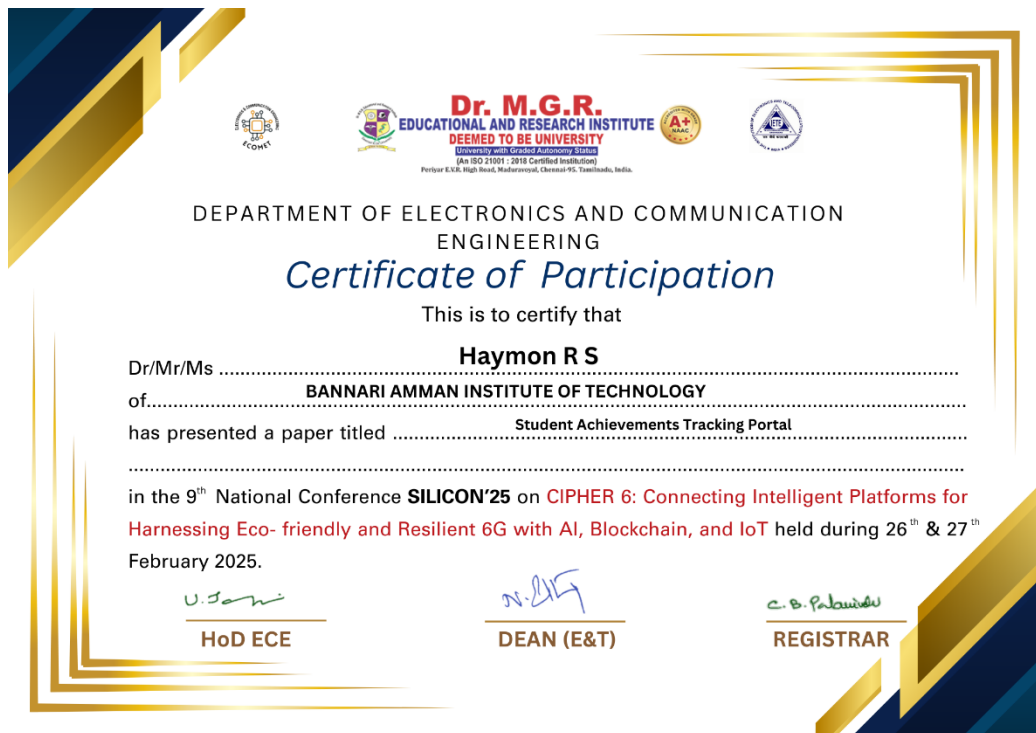 ECOMET
Dr. M.G.R.
EDUCATIONAL AND RESEARCH INSTITUTE
DEEMED TO BE UNIVERSITY
University with Graded Autonomy Status
(An ISO 21001 : 2018 Certified Institution)
Periyar E.V.R. High Road, Maduravoyal, Chennai-95. Tamilnadu, India.
A+
NAAC
IETE
DEPARTMENT OF ELECTRONICS AND COMMUNICATION
ENGINEERING
Certificate of Participation
This is to certify that
Dr/Mr/Ms ........ Haymon R S ........
of........ BANNARI AMMAN INSTITUTE OF TECHNOLOGY ........
has presented a paper titled ........ Student Achievements Tracking Portal ........
in the 9th National Conference SILICON'25 on CIPHER 6: Connecting Intelligent Platforms for
Harnessing Eco- friendly and Resilient 6G with AI, Blockchain, and IoT held during 26th & 27th
February 2025.
HoD ECE
DEAN (E&T)
REGISTRAR